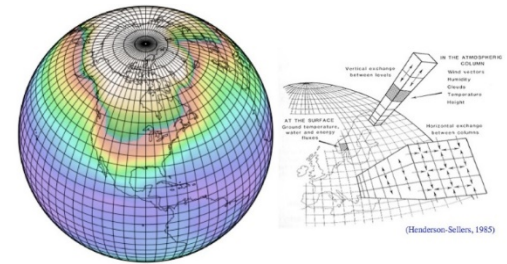 IN THE ATMOSPHERIC
COLUMN
Wind vectors
Humidity
Clouds
Temperature
Height
Vertical exchange
between levels
AT THE SURFACE
Ground temperature,
water and energy
fluxes
Horizontal exchange
between columns
(Henderson-Sellers, 1985)